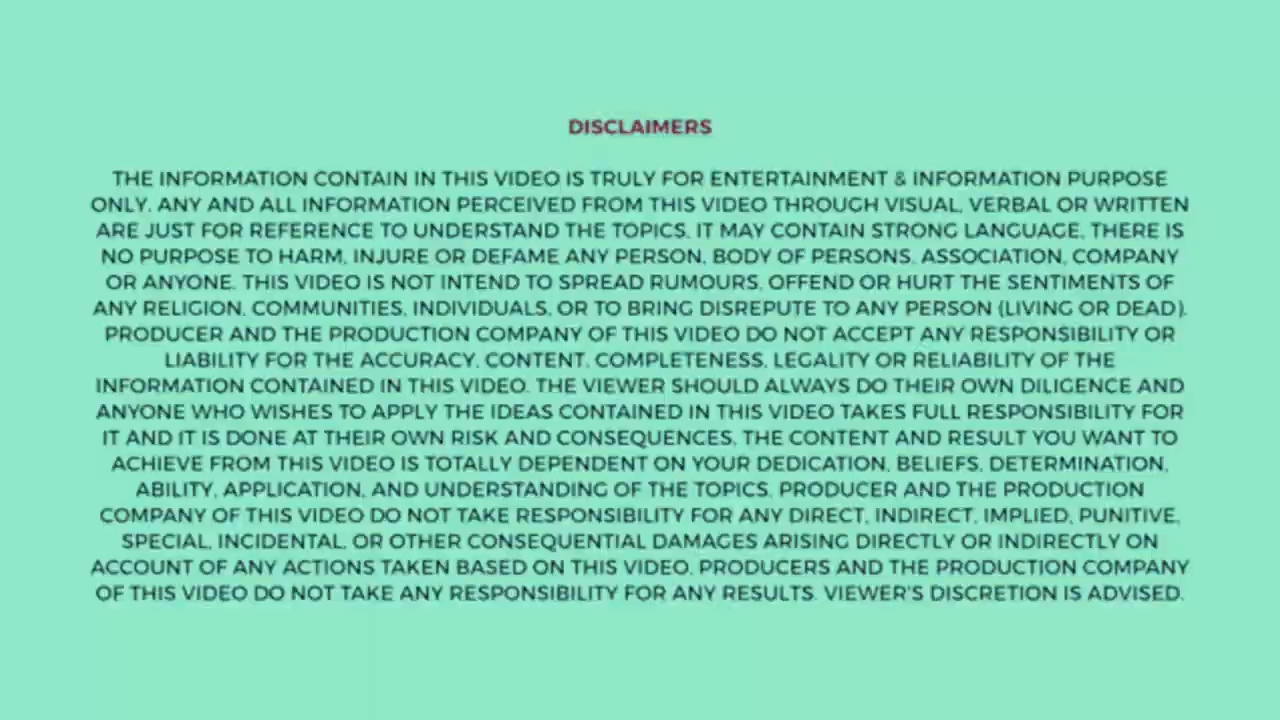 DISCLAIMERS
THE INFORMATION CONTAIN IN THIS VIDEO IS TRULY FOR ENTERTAINMENT & INFORMATION PURPOSE
ONLY. ANY AND ALL INFORMATION PERCEIVED FROM THIS VIDEO THROUGH VISUAL, VERBAL OR WRITTEN
ARE JUST FOR REFERENCE TO UNDERSTAND THE TOPICS. IT MAY CONTAIN STRONG LANGUAGE. THERE IS
NO PURPOSE TO HARM, INJURE OR DEFAME ANY PERSON, BODY OF PERSONS, ASSOCIATION, COMPANY
OR ANYONE. THIS VIDEO IS NOT INTEND TO SPREAD RUMOURS, OFFEND OR HURT THE SENTIMENTS OF
ANY RELIGION, COMMUNITIES, INDIVIDUALS, OR TO BRING DISREPUTE TO ANY PERSON (LIVING OR DEAD).
PRODUCER AND THE PRODUCTION COMPANY OF THIS VIDEO DO NOT ACCEPT ANY RESPONSIBILITY OR
LIABILITY FOR THE ACCURACY, CONTENT, COMPLETENESS, LEGALITY OR RELIABILITY OF THE
INFORMATION CONTAINED IN THIS VIDEO. THE VIEWER SHOULD ALWAYS DO THEIR OWN DILIGENCE AND
ANYONE WHO WISHES TO APPLY THE IDEAS CONTAINED IN THIS VIDEO TAKES FULL RESPONSIBILITY FOR
IT AND IT IS DONE AT THEIR OWN RISK AND CONSEQUENCES. THE CONTENT AND RESULT YOU WANT TO
ACHIEVE FROM THIS VIDEO IS TOTALLY DEPENDENT ON YOUR DEDICATION, BELIEFS, DETERMINATION,
ABILITY, APPLICATION, AND UNDERSTANDING OF THE TOPICS. PRODUCER AND THE PRODUCTION
COMPANY OF THIS VIDEO DO NOT TAKE RESPONSIBILITY FOR ANY DIRECT, INDIRECT, IMPLIED, PUNITIVE,
SPECIAL, INCIDENTAL, OR OTHER CONSEQUENTIAL DAMAGES ARISING DIRECTLY OR INDIRECTLY ON
ACCOUNT OF ANY ACTIONS TAKEN BASED ON THIS VIDEO. PRODUCERS AND THE PRODUCTION COMPANY
OF THIS VIDEO DO NOT TAKE ANY RESPONSIBILITY FOR ANY RESULTS. VIEWER'S DISCRETION IS ADVISED.